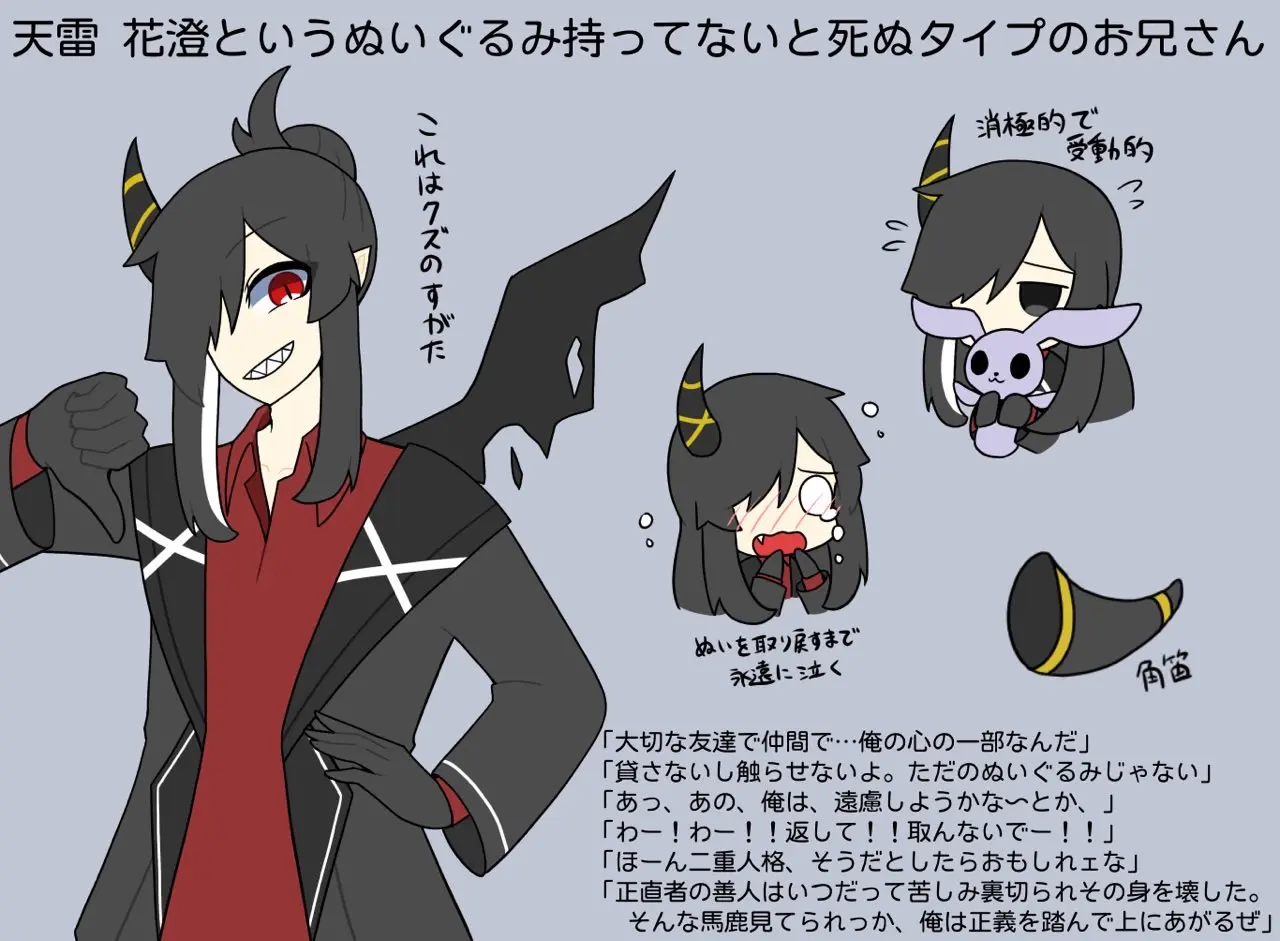 天雷 花澄というぬいぐるみ持ってないと死ぬタイプのお兄さん
これはクズのすがた
消極的で
受動的
ぬいを取り戻すまで
永遠に泣く
角笛
「大切な友達で仲間で…俺の心の一部なんだ」
「貸さないし触らせないよ。ただのぬいぐるみじゃない」
「あっ、あの、俺は、遠慮しようかな〜とか、」
「わー！わー！！返して！！取んないでー！！」
「ほーん二重人格、そうだとしたらおもしれェな」
「正直者の善人はいつだって苦しみ裏切られその身を壊した。
そんな馬鹿見てられっか、俺は正義を踏んで上にあがるぜ」